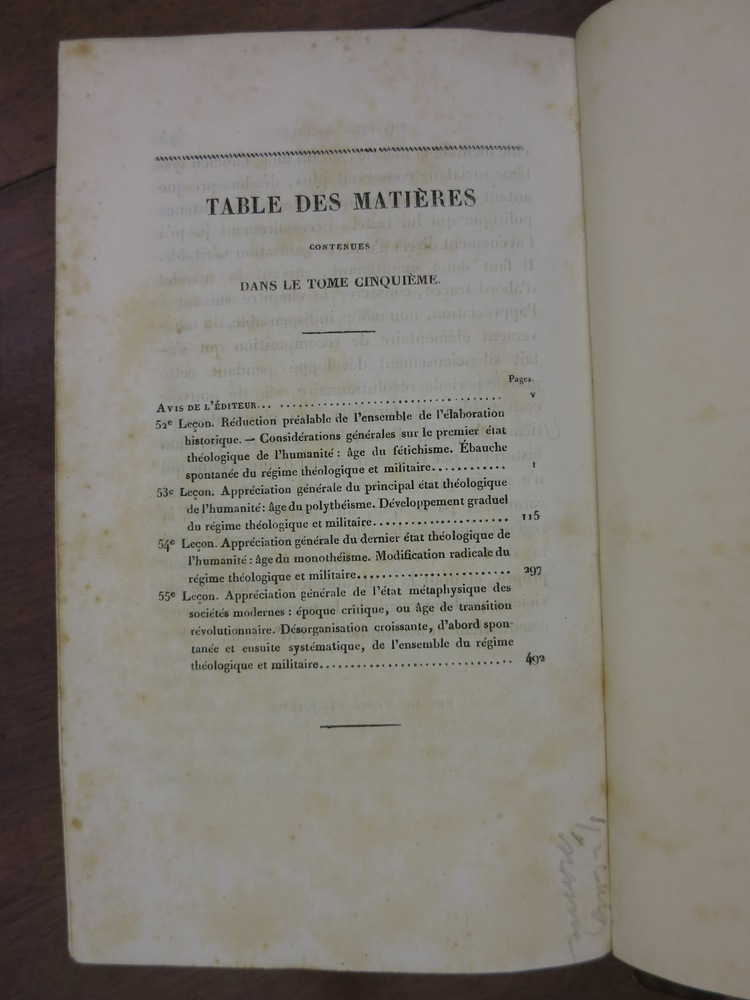 TABLE DES MATIÈRES
CONTENUES
DANS LE TOME CINQUIÈME.
Pages.
AVIS DE L'ÉDITEUR... .................................. v
52e Leçon. Réduction préalable de l'ensemble de l'élaboration
historique. — Considérations générales sur le premier état
théologique de l'humanité : âge du fétichisme. Ébauche
spontanée du régime théologique et militaire........... 1
53e Leçon. Appréciation générale du principal état théologique
de l'humanité : âge du polythéisme. Développement graduel
du régime théologique et militaire..................... 115
54e Leçon. Appréciation générale du dernier état théologique de
l'humanité : âge du monothéisme. Modification radicale du
régime théologique et militaire........................ 297
55e Leçon. Appréciation générale de l'état métaphysique des
sociétés modernes : époque critique, ou âge de transition
révolutionnaire. Désorganisation croissante, d'abord spon-
tanée et ensuite systématique, de l'ensemble du régime
théologique et militaire............................... 492